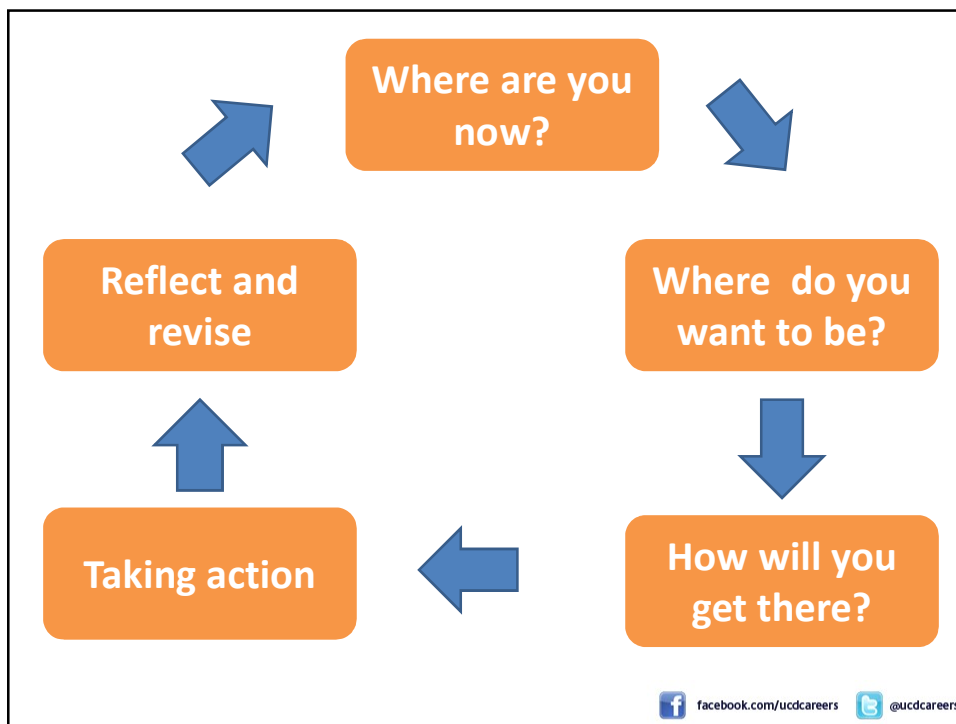 Where are you
now?
Where  do you
want to be?
How will you
get there?
Taking action
Reflect and
revise
facebook.com/ucdcareers
@ucdcareers